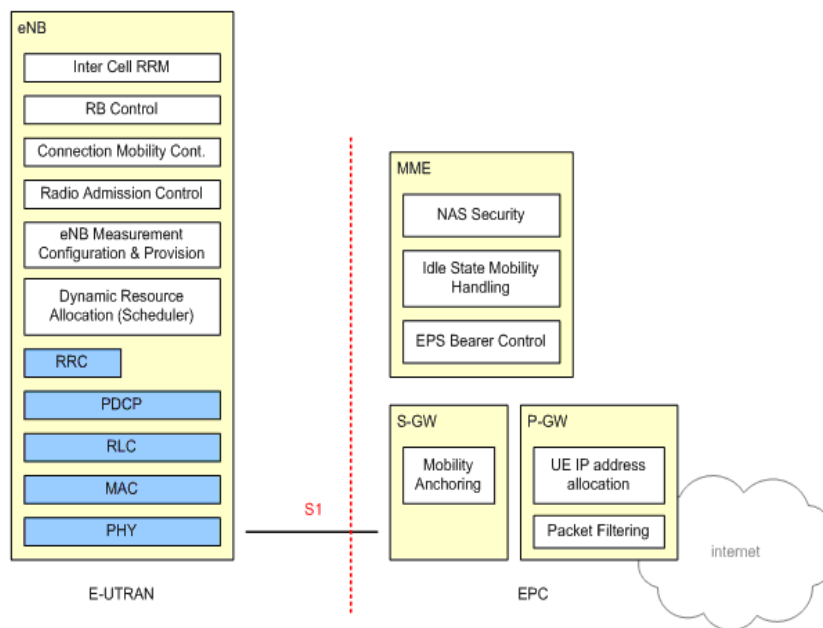 eNB
Inter Cell RRM
RB Control
Connection Mobility Cont.
Radio Admission Control
eNB Measurement
Configuration & Provision
Dynamic Resource
Allocation (Scheduler)
RRC
PDCP
RLC
MAC
PHY
S1
MME
NAS Security
Idle State Mobility
Handling
EPS Bearer Control
S-GW
Mobility
Anchoring
P-GW
UE IP address
allocation
Packet Filtering
internet
E-UTRAN
EPC